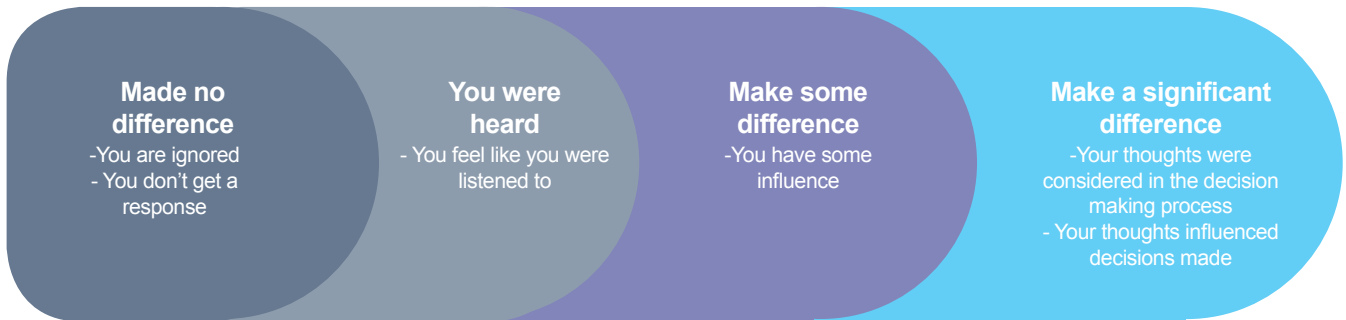 Made no
difference
-You are ignored
- You don’t get a
response
You were
heard
- You feel like you were
listened to
Make some
difference
-You have some
influence
Make a significant
difference
-Your thoughts were
considered in the decision
making process
- Your thoughts influenced
decisions made